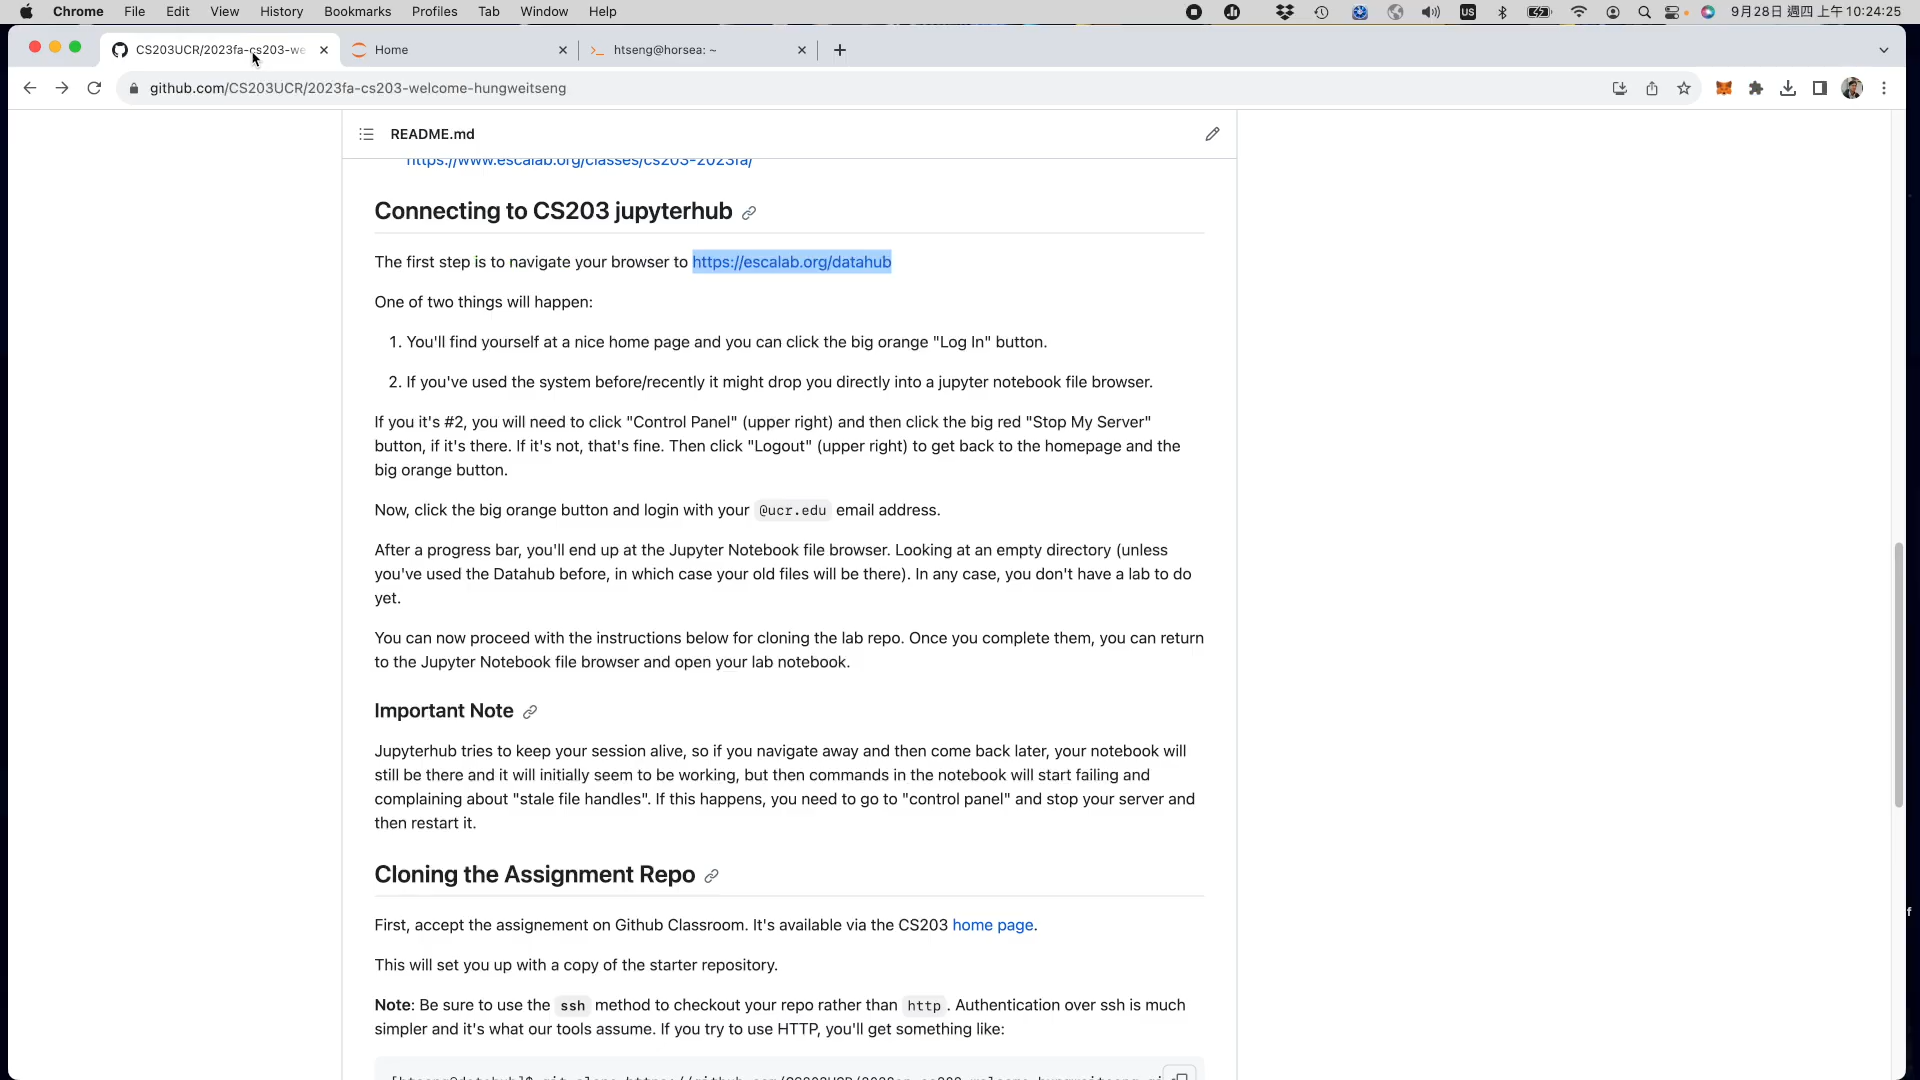 Chrome File Edit View History Bookmarks Profiles Tab Window Help US 9月28日 週四 上午 10:24:25
CS203UCR/2023fa-cs203-we Home htseng@horsea: ~
github.com/CS203UCR/2023fa-cs203-welcome-hungweitseng
README.md
https://www.escalab.org/classes/cs203-2023fa/
Connecting to CS203 jupyterhub
The first step is to navigate your browser to https://escalab.org/datahub
One of two things will happen:
1. You'll find yourself at a nice home page and you can click the big orange "Log In" button.
2. If you've used the system before/recently it might drop you directly into a jupyter notebook file browser.
If you it's #2, you will need to click "Control Panel" (upper right) and then click the big red "Stop My Server"
button, if it's there. If it's not, that's fine. Then click "Logout" (upper right) to get back to the homepage and the
big orange button.
Now, click the big orange button and login with your @ucr.edu email address.
After a progress bar, you'll end up at the Jupyter Notebook file browser. Looking at an empty directory (unless
you've used the Datahub before, in which case your old files will be there). In any case, you don't have a lab to do
yet.
You can now proceed with the instructions below for cloning the lab repo. Once you complete them, you can return
to the Jupyter Notebook file browser and open your lab notebook.
Important Note
Jupyterhub tries to keep your session alive, so if you navigate away and then come back later, your notebook will
still be there and it will initially seem to be working, but then commands in the notebook will start failing and
complaining about "stale file handles". If this happens, you need to go to "control panel" and stop your server and
then restart it.
Cloning the Assignment Repo
First, accept the assignement on Github Classroom. It's available via the CS203 home page.
This will set you up with a copy of the starter repository.
Note: Be sure to use the ssh method to checkout your repo rather than http. Authentication over ssh is much
simpler and it's what our tools assume. If you try to use HTTP, you'll get something like: